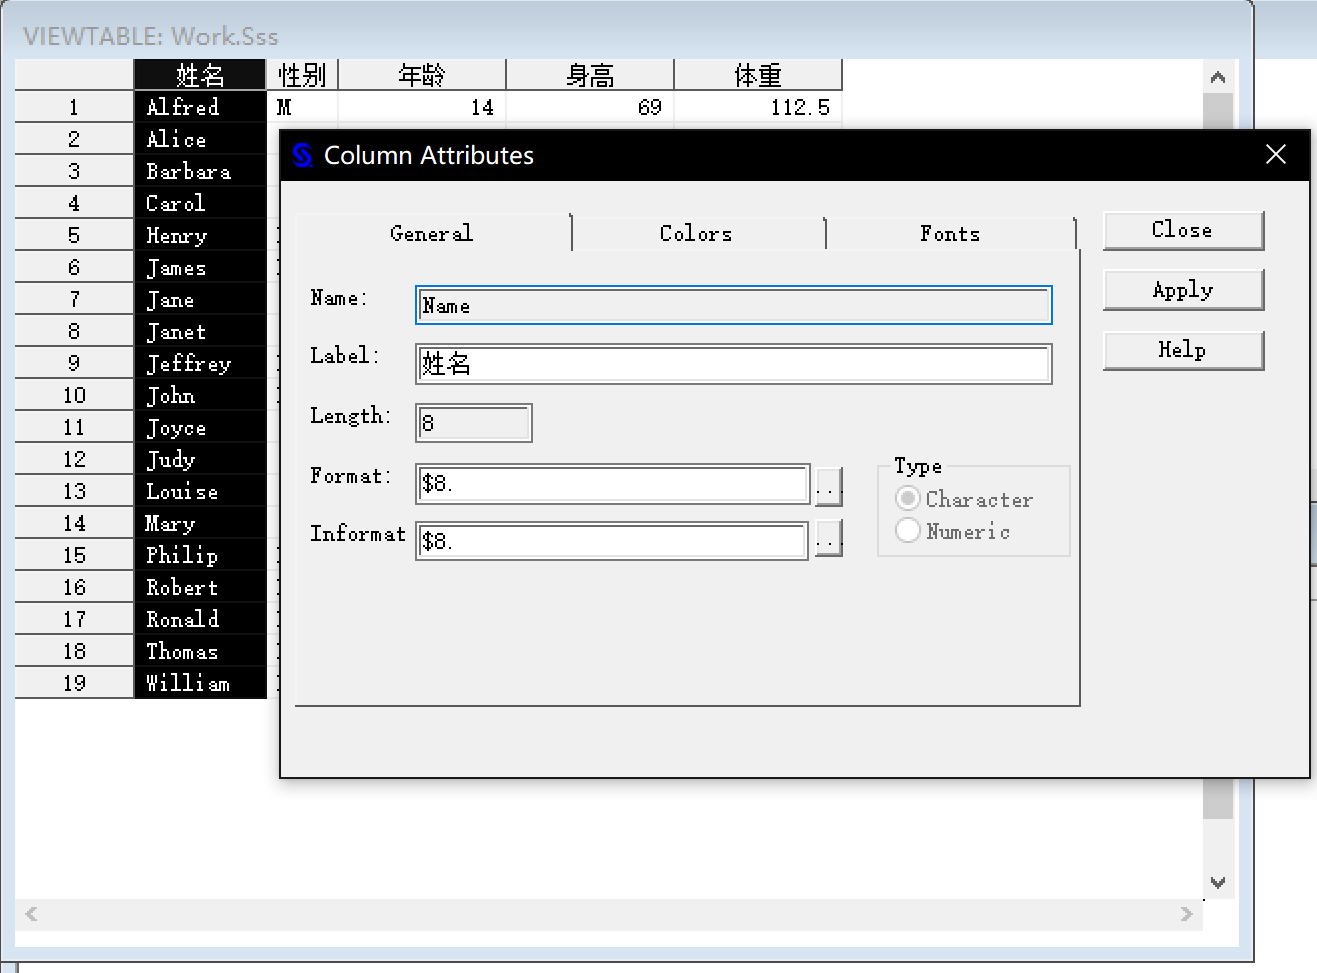 VIEWTABLE: Work.Sss
姓名 性别 年龄 身高 体重
1 Alfred M 14 69 112.5
2 Alice
3 Barbara
4 Carol
5 Henry
6 James
7 Jane
8 Janet
9 Jeffrey
10 John
11 Joyce
12 Judy
13 Louise
14 Mary
15 Philip
16 Robert
17 Ronald
18 Thomas
19 William
Column Attributes
General Colors Fonts
Name: Name
Label: 姓名
Length: 8
Format: $8. ...
Informat $8. ...
Type
Character
Numeric
Close
Apply
Help